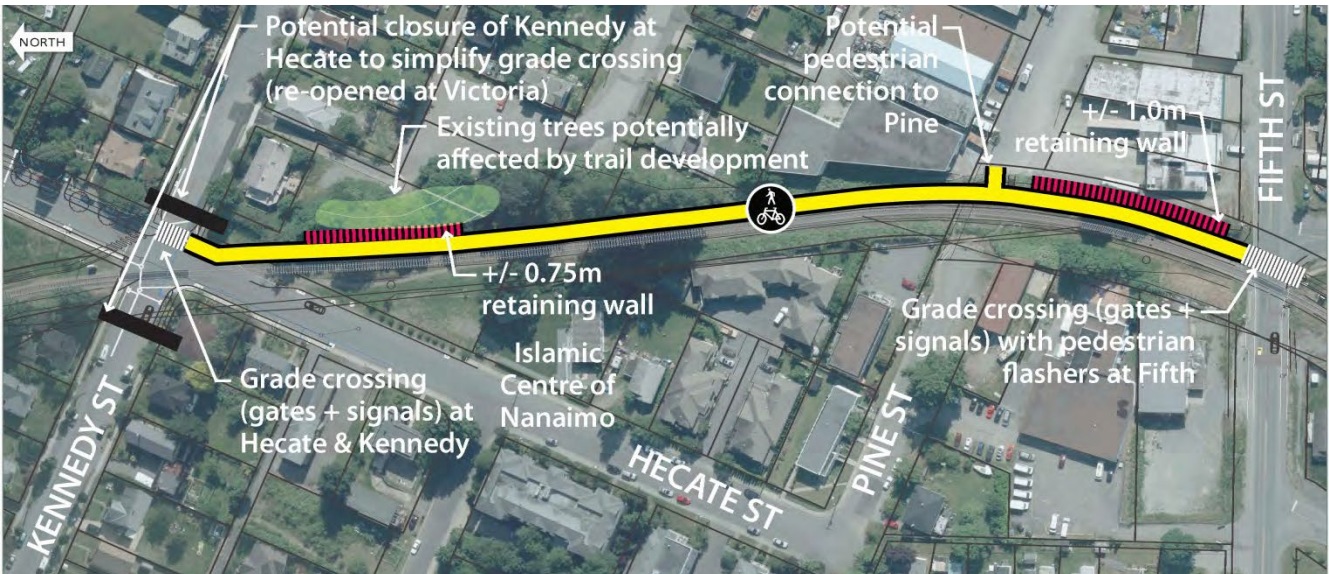 NORTH
Potential closure of Kennedy at
Hecate to simplify grade crossing
(re-opened at Victoria)
Existing trees potentially
affected by trail development
Potential
pedestrian
connection to
Pine
+/- 1.0m
retaining wall
FIFTH ST
+/- 0.75m
retaining wall
Grade crossing (gates +
signals) with pedestrian
flashers at Fifth
Islamic
Centre of
Nanaimo
Grade crossing
(gates + signals) at
Hecate & Kennedy
KENNEDY ST
HECATE ST
PINE ST